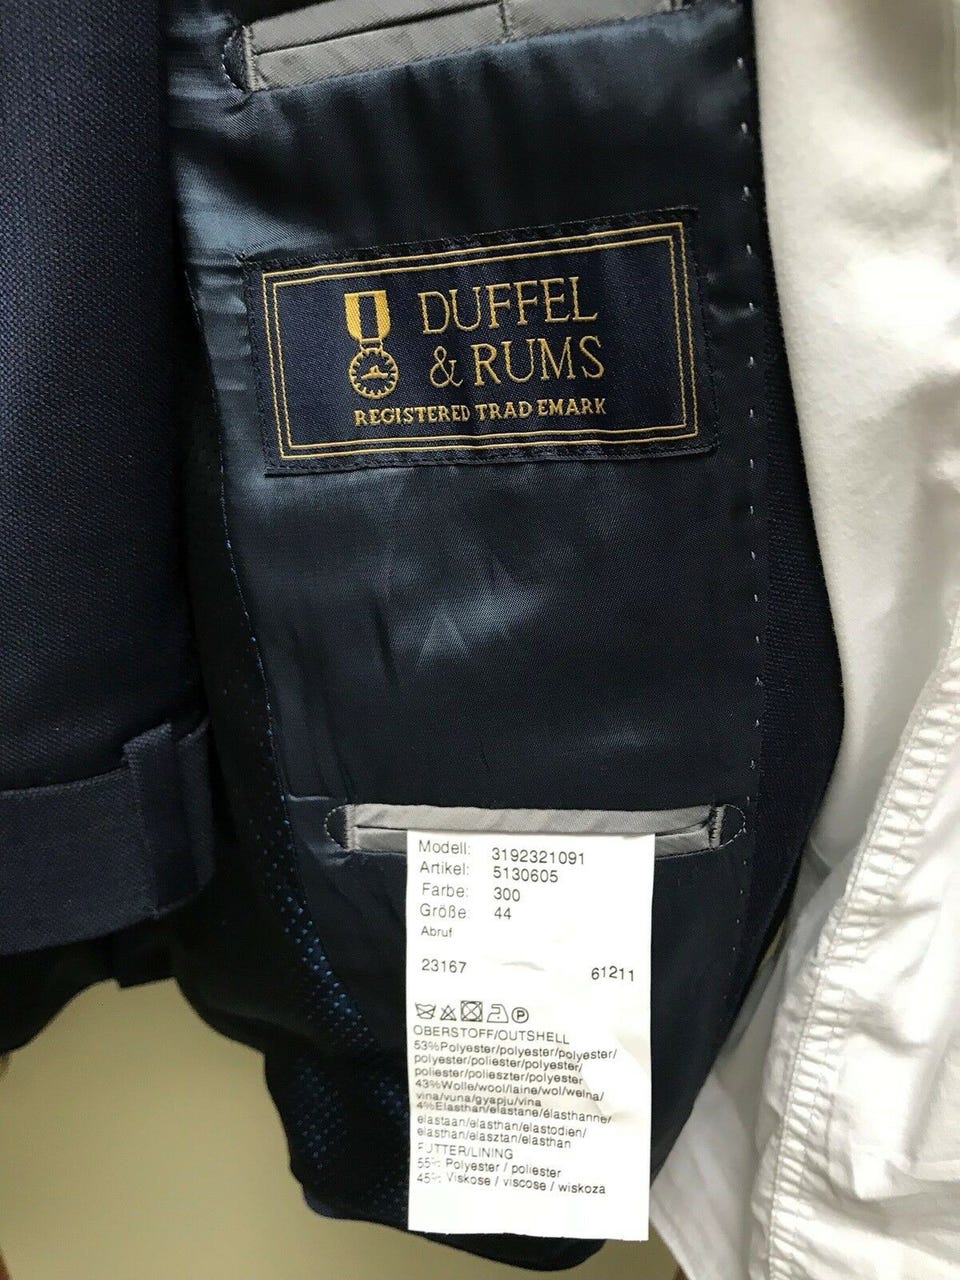 DUFFEL
& RUMS
REGISTERED TRAD EMARK
Modell: 3192321091
Artikel: 5130605
Farbe: 300
Größe: 44
Abruf
23167 61211
OBERSTOFF/OUTSHELL
53%Polyester/polyester/polyester/
polyester/poliester/polyester
poliester/poliészter/polyester
43%Wolle/wool/laine/wol/welna/
vina/vuna/gyapju/vina
4%Elasthan/elastane/élasthanne/
elastaan/elasthan/elastodien/
elasthan/elasztan/elasthan
FUTTER/LINING
55% Polyester / poliester
45% Viskose / viscose / wiskoza